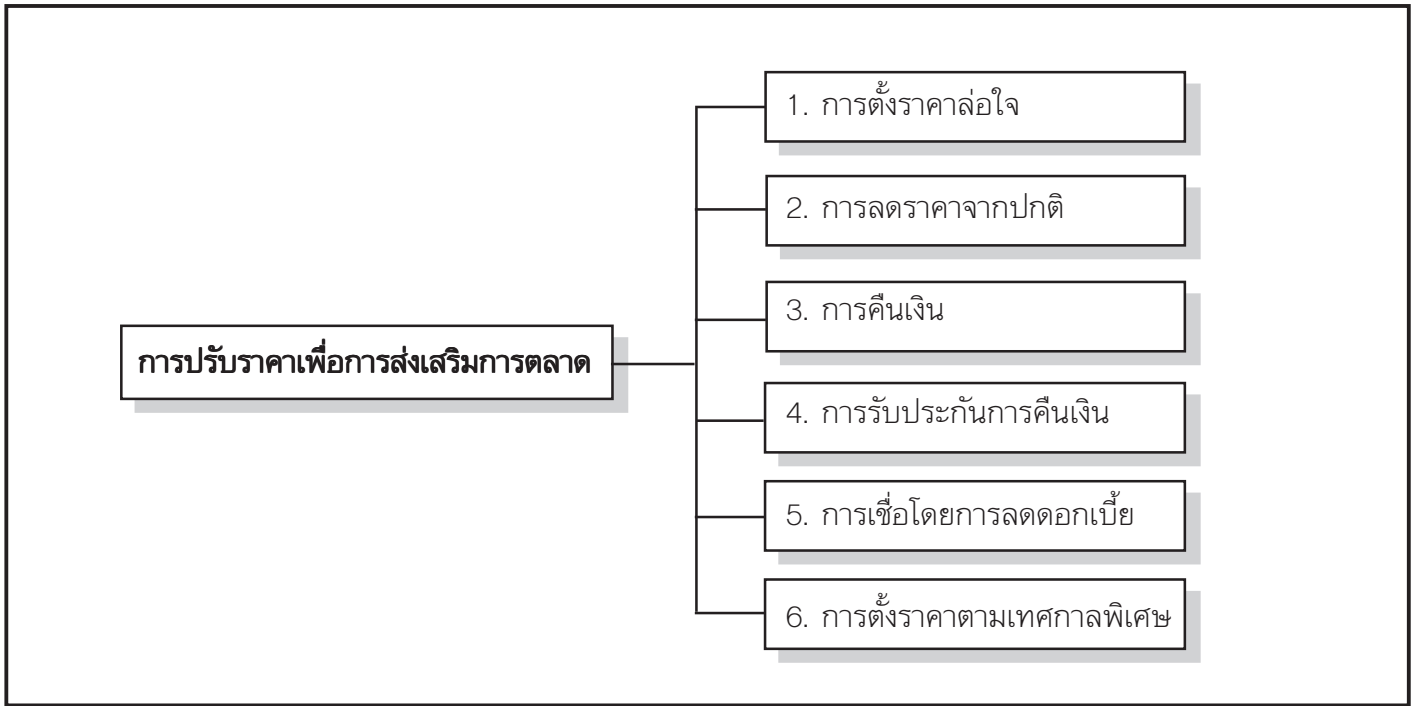 การปรับราคาเพื่อการส่งเสริมการตลาด
1. การตั้งราคาล่อใจ
2. การลดราคาจากปกติ
3. การคืนเงิน
4. การรับประกันการคืนเงิน
5. การเชื่อโดยการลดดอกเบี้ย
6. การตั้งราคาตามเทศกาลพิเศษ